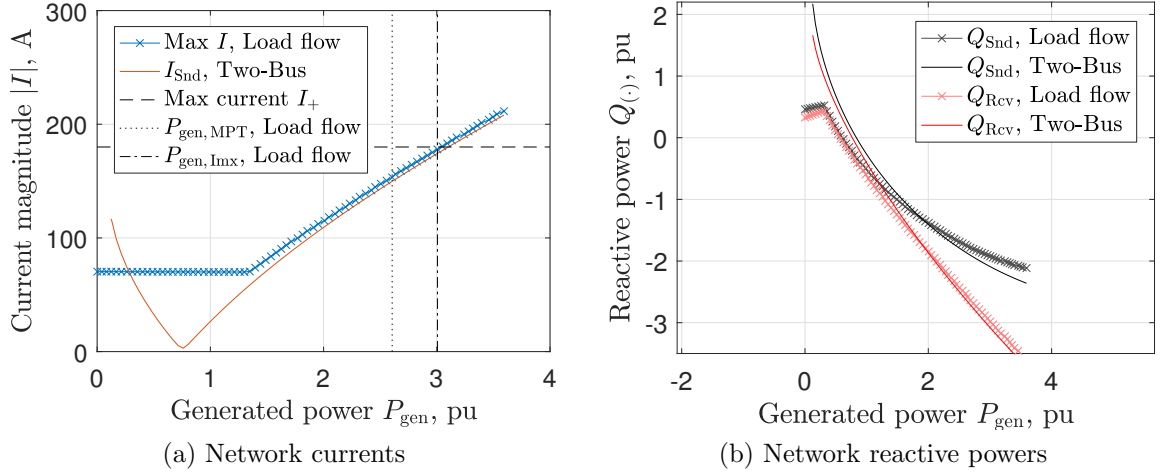 300
200
100
0
Current magnitude |I|, A
Max I, Load flow
I_Snd, Two-Bus
Max current I_+
P_gen,MPT, Load flow
P_gen,Imx, Load flow
0 1 2 3 4
Generated power P_gen, pu
(a) Network currents
2
1
0
-1
-2
-3
Reactive power Q_(·), pu
Q_Snd, Load flow
Q_Snd, Two-Bus
Q_Rcv, Load flow
Q_Rcv, Two-Bus
-2 0 2 4
Generated power P_gen, pu
(b) Network reactive powers